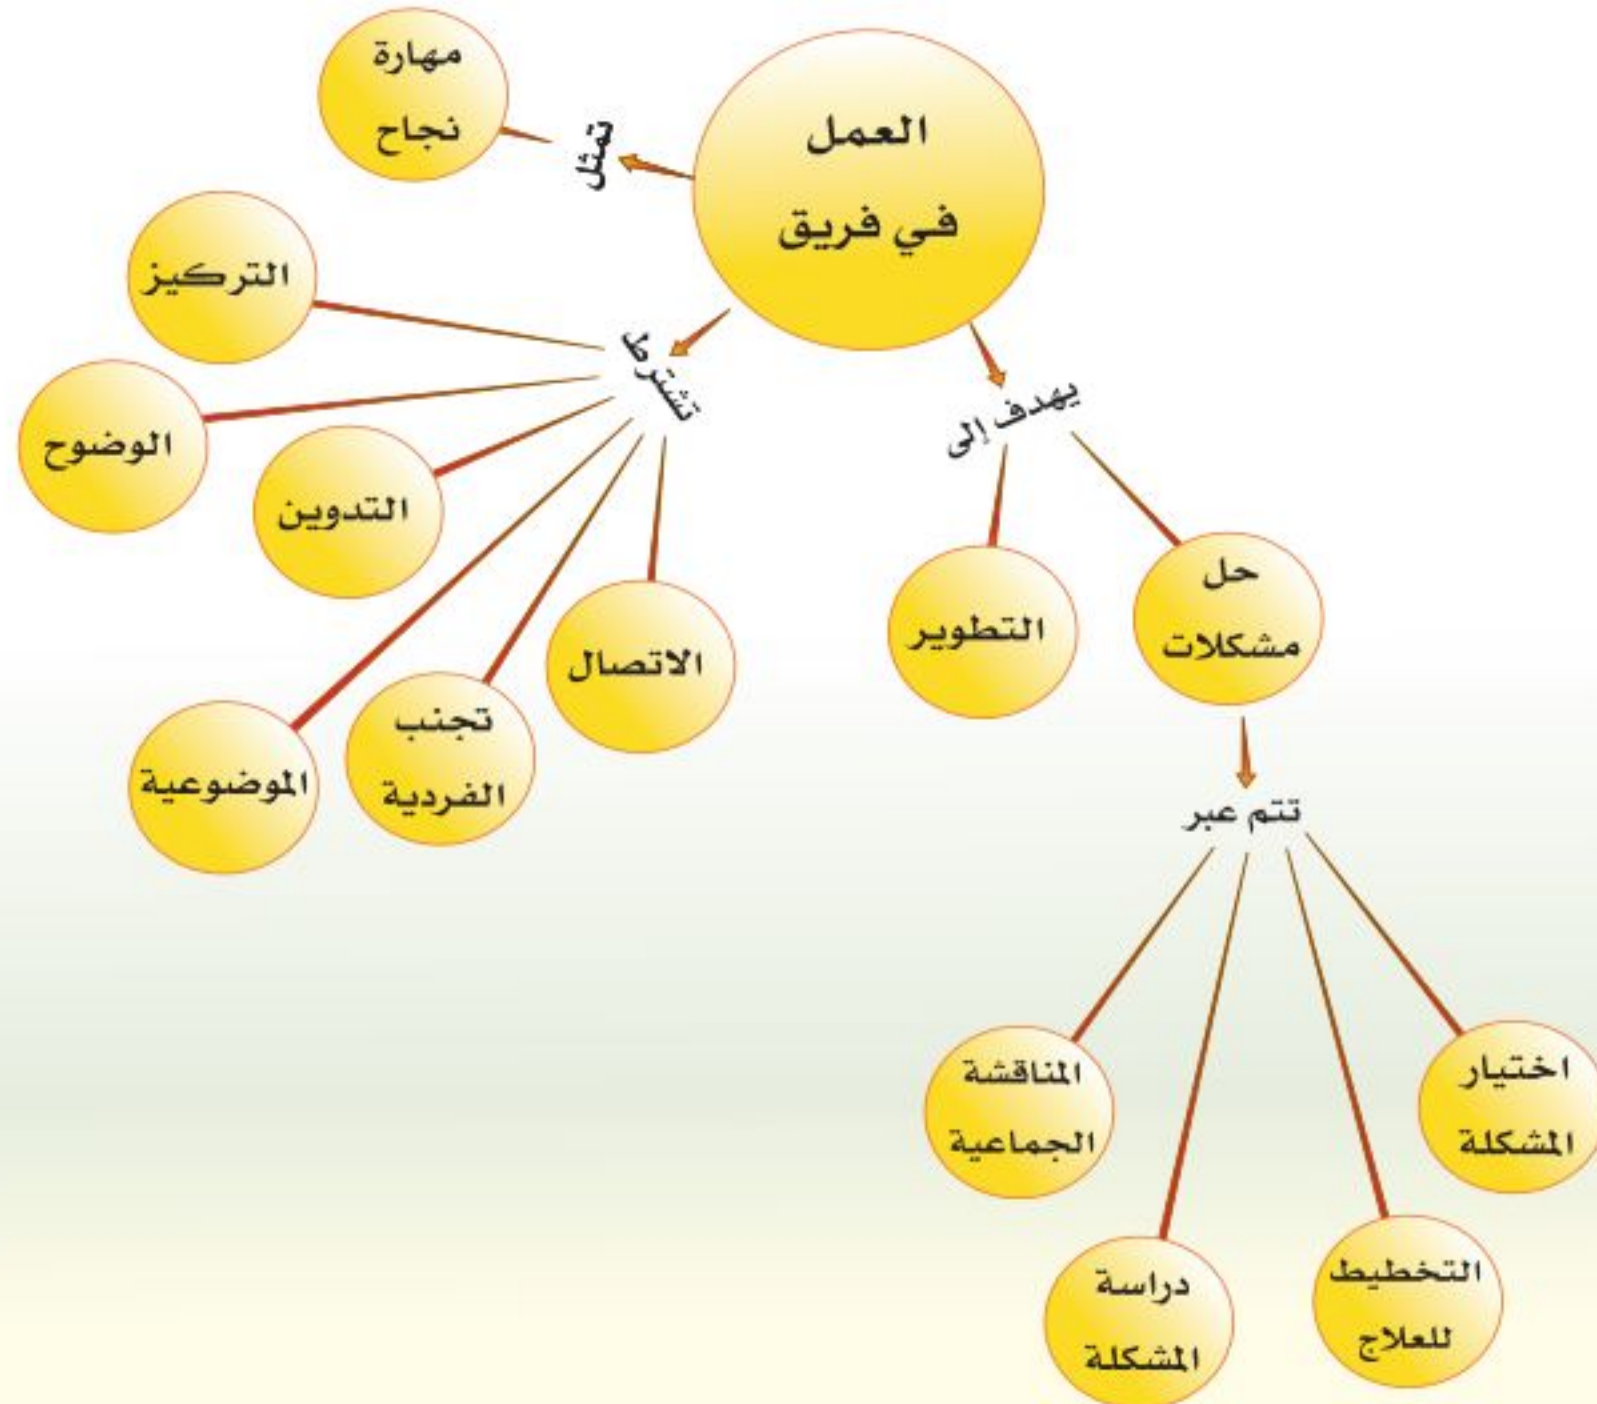 العمل
في فريق
تمثل
مهارة
نجاح
تشترط
التركيز
الوضوح
التدوين
الموضوعية
تجنب
الفردية
الاتصال
يهدف إلى
حل
مشكلات
التطوير
تتم عبر
اختيار
المشكلة
التخطيط
للعلاج
دراسة
المشكلة
المناقشة
الجماعية